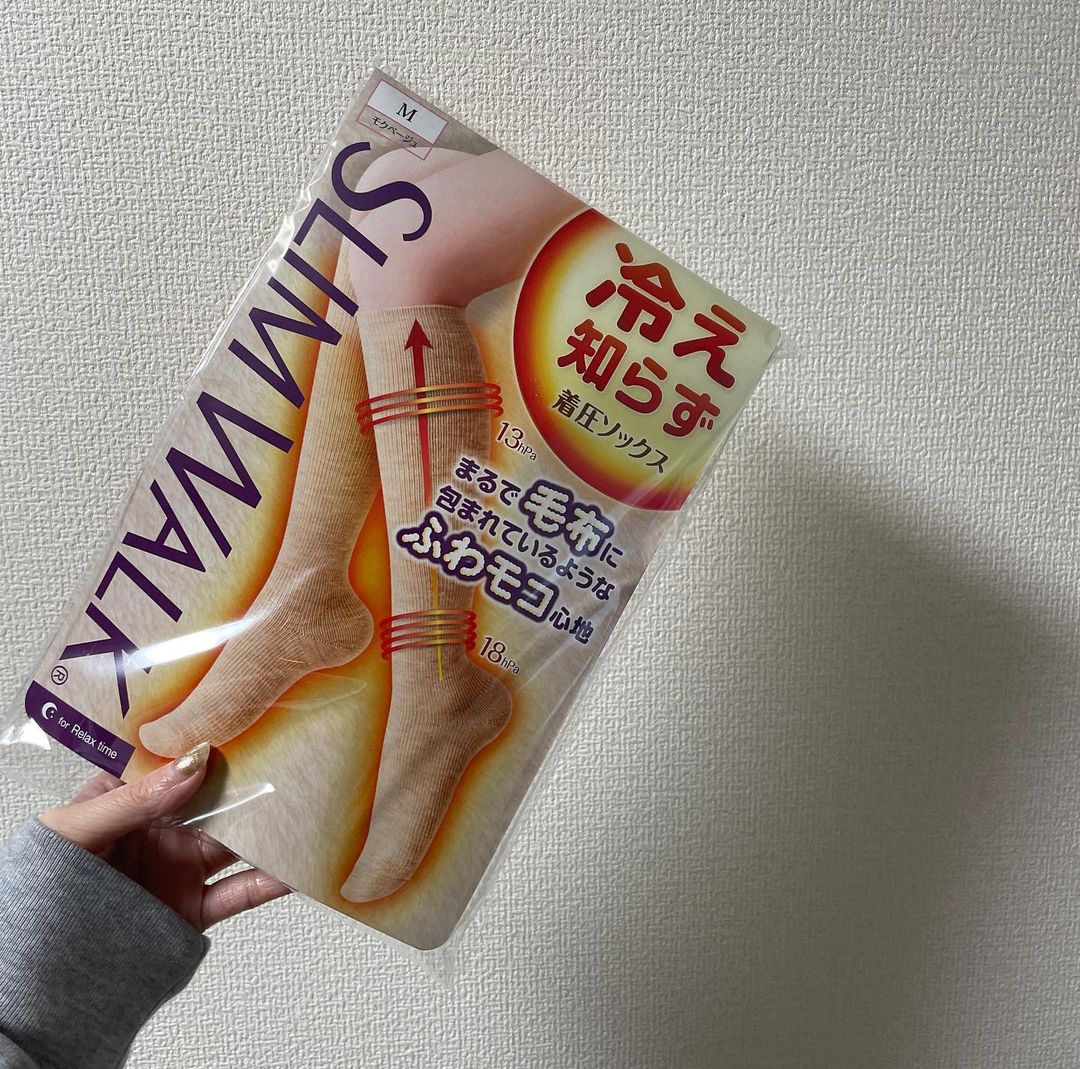 M
モクベージュ
SLIMWALK®
for Relax time
冷え
知らず
着圧ソックス
13hPa
まるで毛布に
包まれているような
ふわモコ心地
18hPa